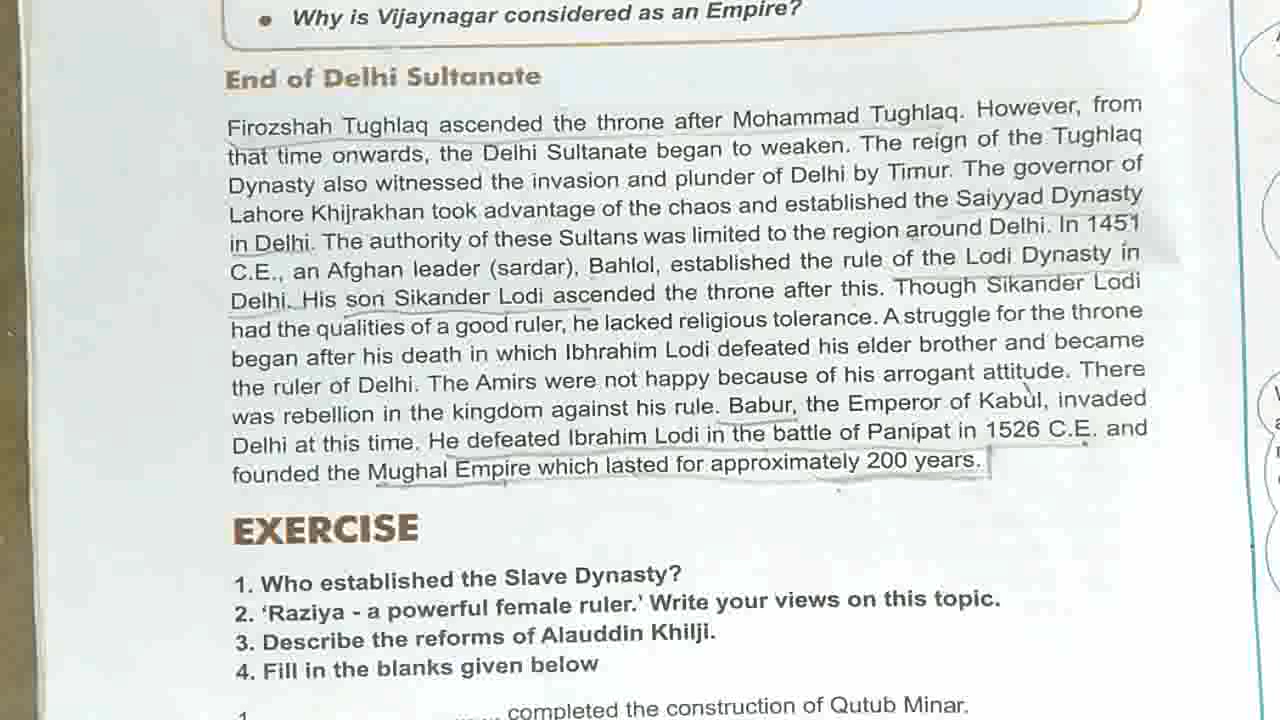 • Why is Vijaynagar considered as an Empire?
End of Delhi Sultanate
Firozshah Tughlaq ascended the throne after Mohammad Tughlaq. However, from
that time onwards, the Delhi Sultanate began to weaken. The reign of the Tughlaq
Dynasty also witnessed the invasion and plunder of Delhi by Timur. The governor of
Lahore Khijrakhan took advantage of the chaos and established the Saiyyad Dynasty
in Delhi. The authority of these Sultans was limited to the region around Delhi. In 1451
C.E., an Afghan leader (sardar), Bahlol, established the rule of the Lodi Dynasty in
Delhi. His son Sikander Lodi ascended the throne after this. Though Sikander Lodi
had the qualities of a good ruler, he lacked religious tolerance. A struggle for the throne
began after his death in which Ibhrahim Lodi defeated his elder brother and became
the ruler of Delhi. The Amirs were not happy because of his arrogant attitude. There
was rebellion in the kingdom against his rule. Babur, the Emperor of Kabul, invaded
Delhi at this time. He defeated Ibrahim Lodi in the battle of Panipat in 1526 C.E. and
founded the Mughal Empire which lasted for approximately 200 years.
EXERCISE
1. Who established the Slave Dynasty?
2. ‘Raziya - a powerful female ruler.’ Write your views on this topic.
3. Describe the reforms of Alauddin Khilji.
4. Fill in the blanks given below
1. completed the construction of Qutub Minar.